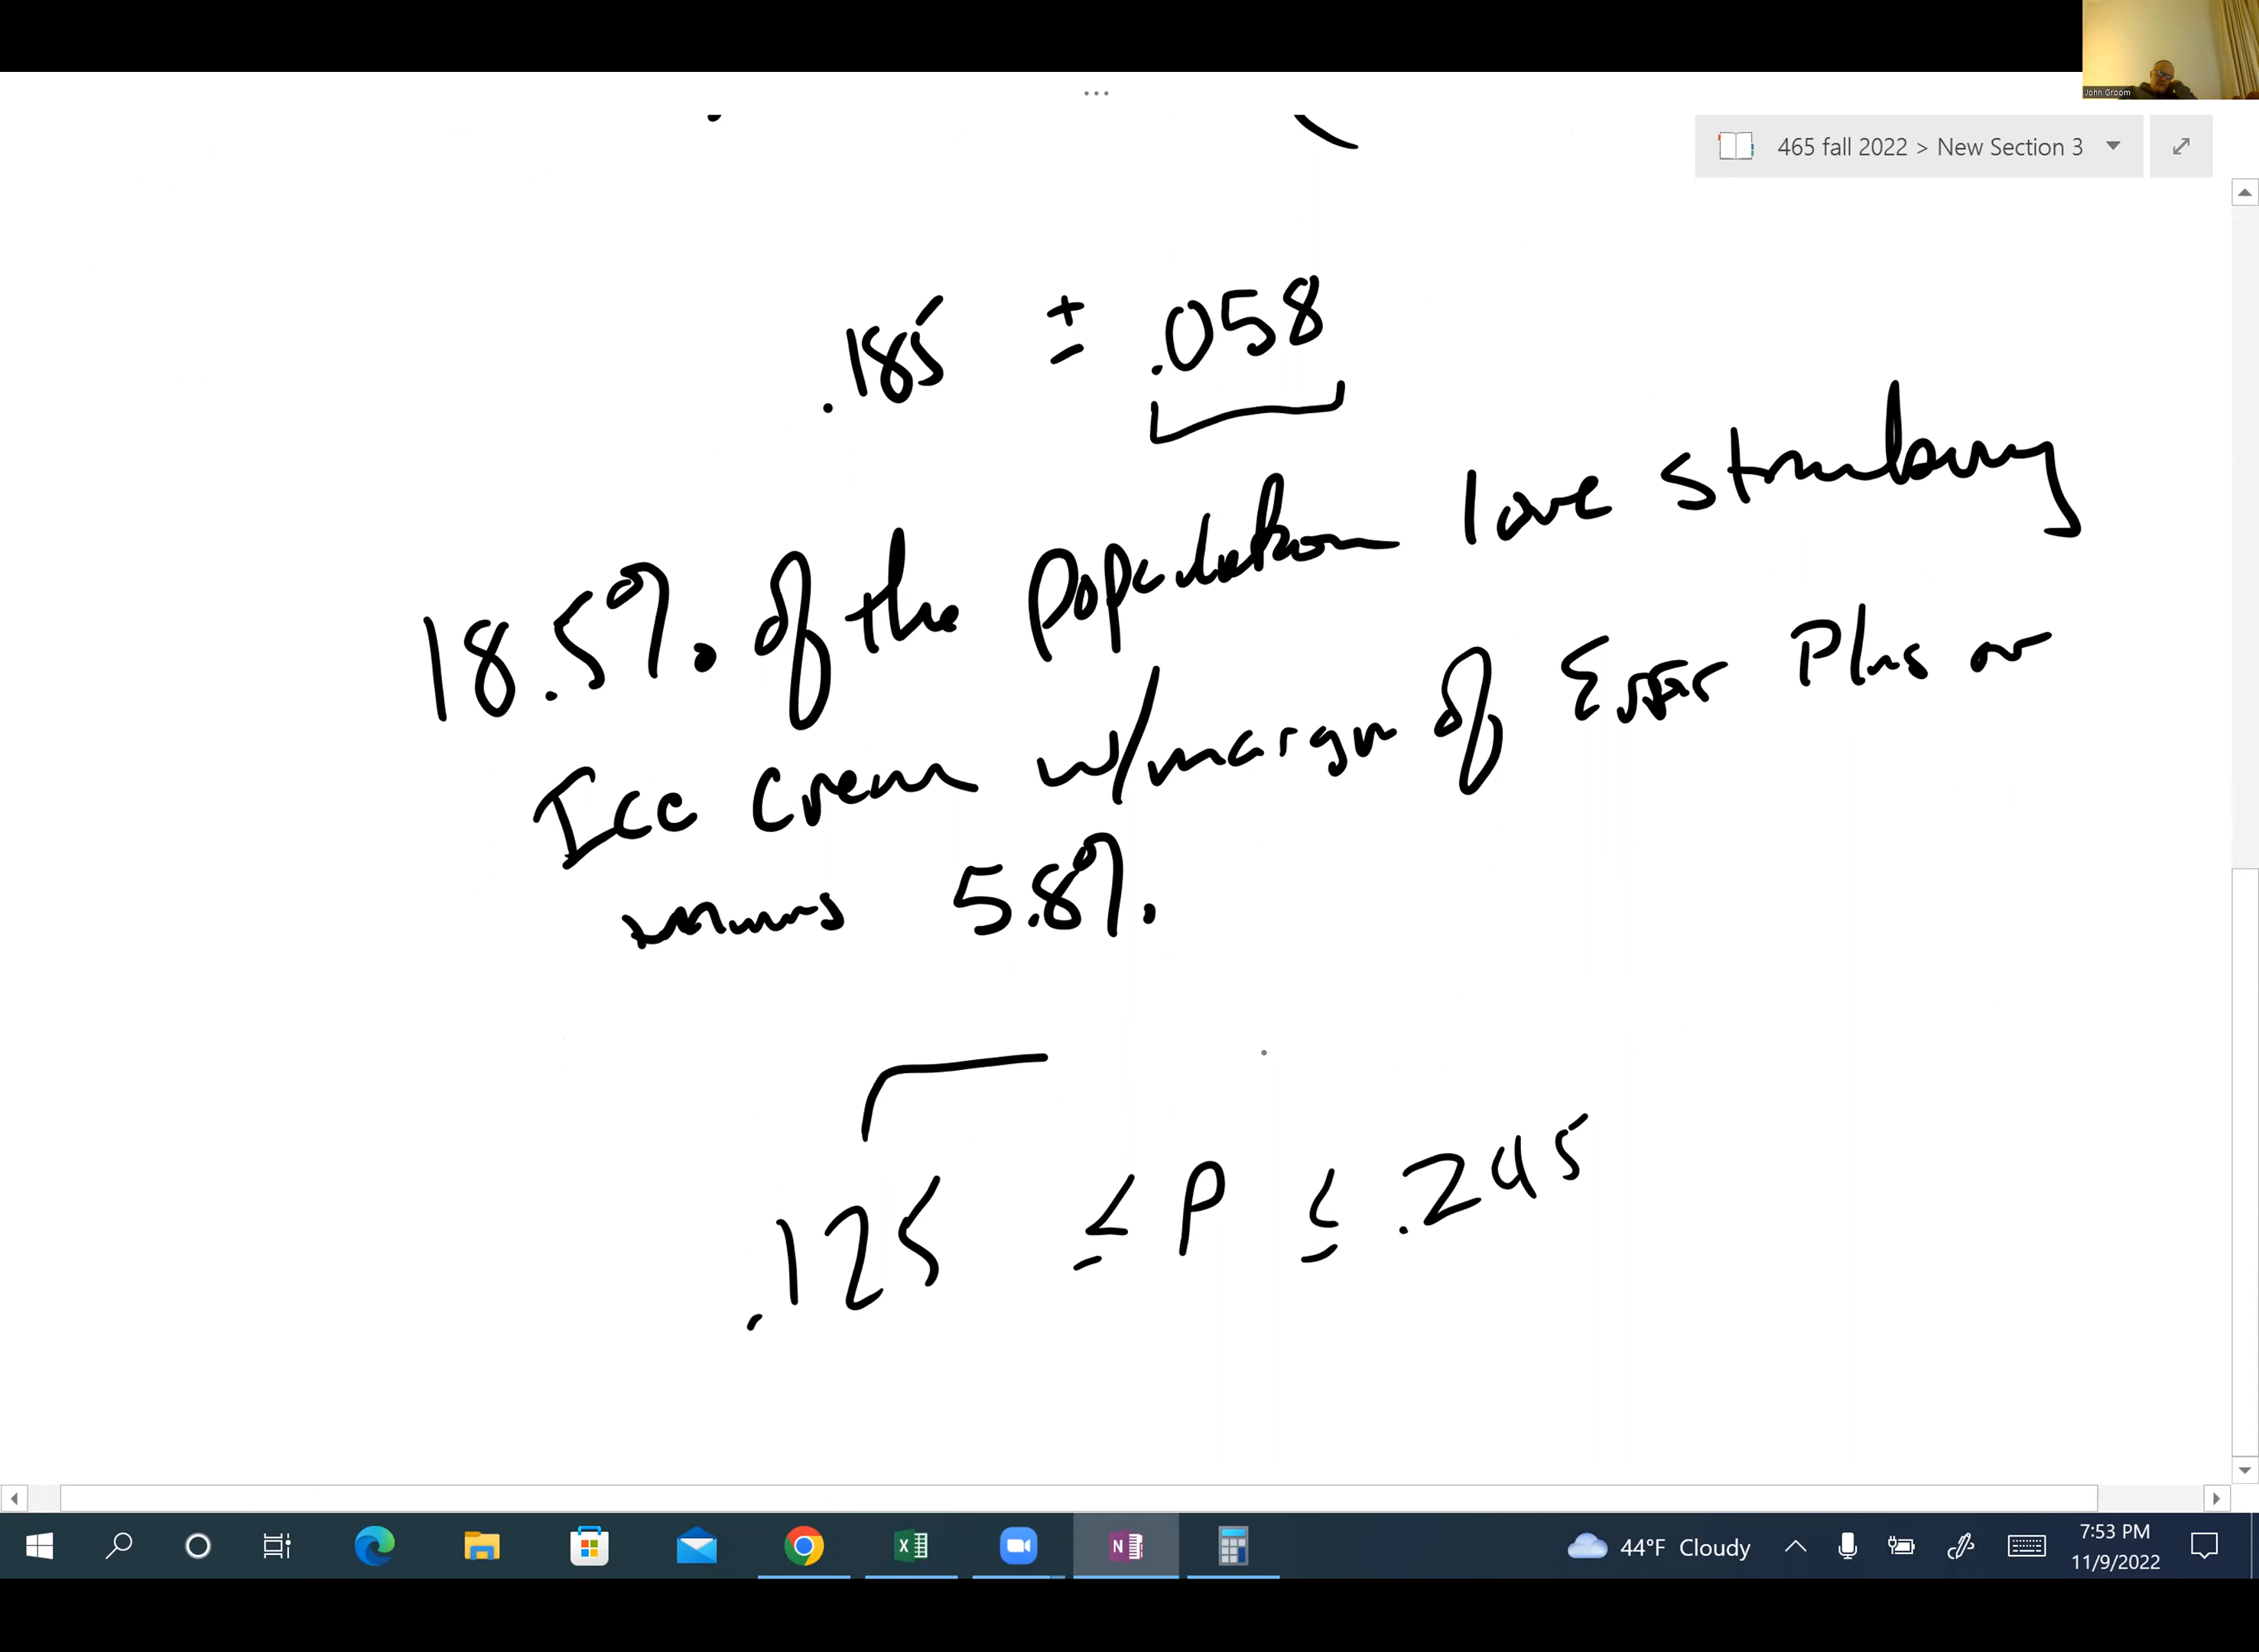 John Groom
465 fall 2022 > New Section 3
.185 ± .058
18.5% of the Population love strawberry
Ice Cream w/margin of Error Plus or
minus 5.8%.
.125 ≤ P ≤ .245
44°F Cloudy
7:53 PM
11/9/2022